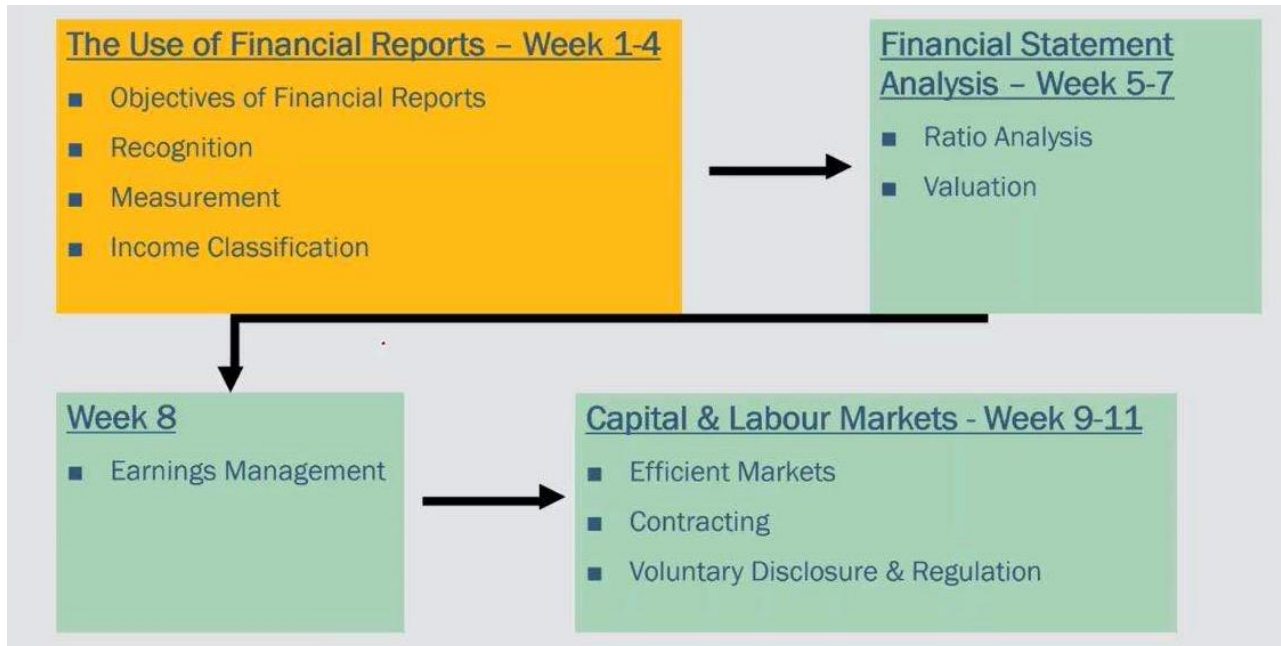 The Use of Financial Reports – Week 1-4
■ Objectives of Financial Reports
■ Recognition
■ Measurement
■ Income Classification
Financial Statement
Analysis – Week 5-7
■ Ratio Analysis
■ Valuation
Week 8
■ Earnings Management
Capital & Labour Markets - Week 9-11
■ Efficient Markets
■ Contracting
■ Voluntary Disclosure & Regulation